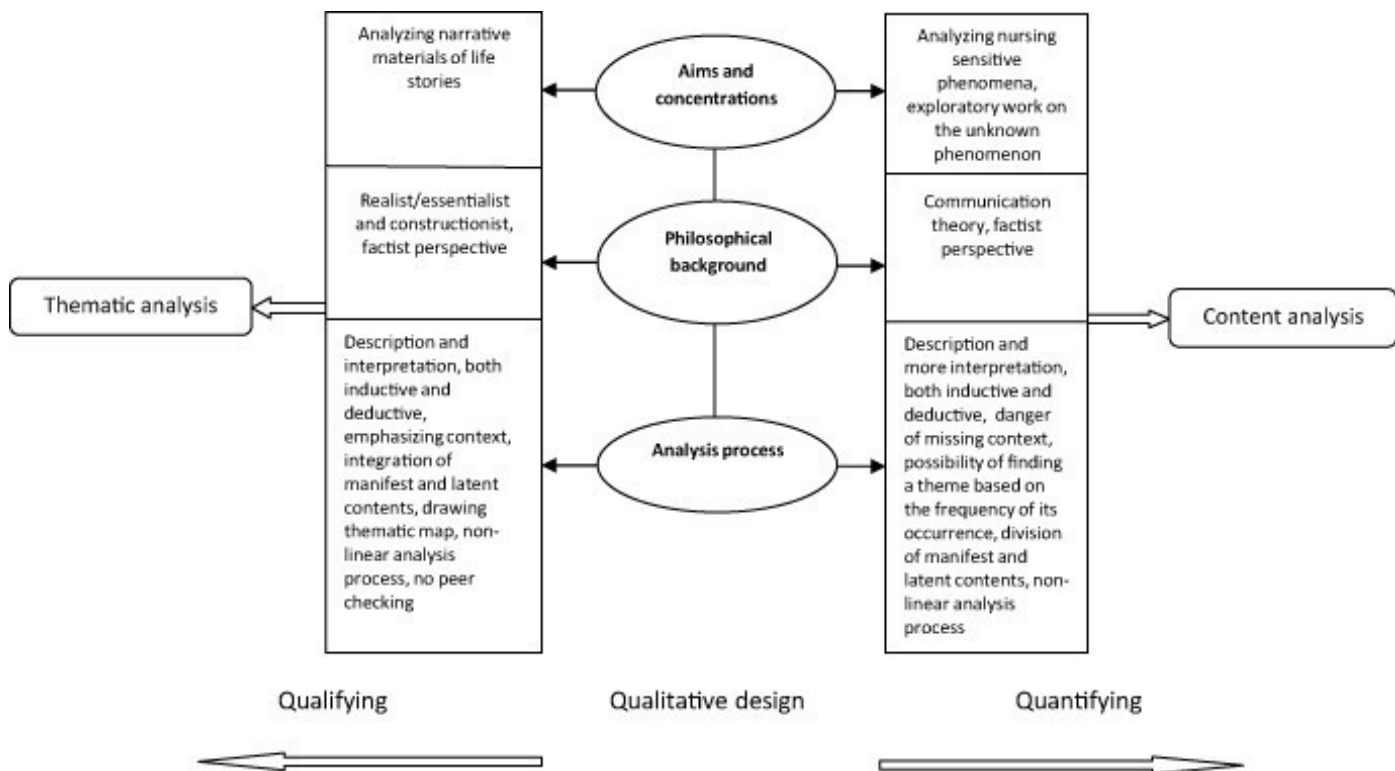 Analyzing narrative
materials of life
stories
Aims and
concentrations
Analyzing nursing
sensitive
phenomena,
exploratory work on
the unknown
phenomenon
Realist/essentialist
and constructionist,
factist perspective
Philosophical
background
Communication
theory, factist
perspective
Thematic analysis
Content analysis
Description and
interpretation, both
inductive and
deductive,
emphasizing context,
integration of
manifest and latent
contents, drawing
thematic map, non-
linear analysis
process, no peer
checking
Analysis process
Description and
more interpretation,
both inductive and
deductive, danger
of missing context,
possibility of finding
a theme based on
the frequency of its
occurrence, division
of manifest and
latent contents, non-
linear analysis
process
Qualifying
Qualitative design
Quantifying